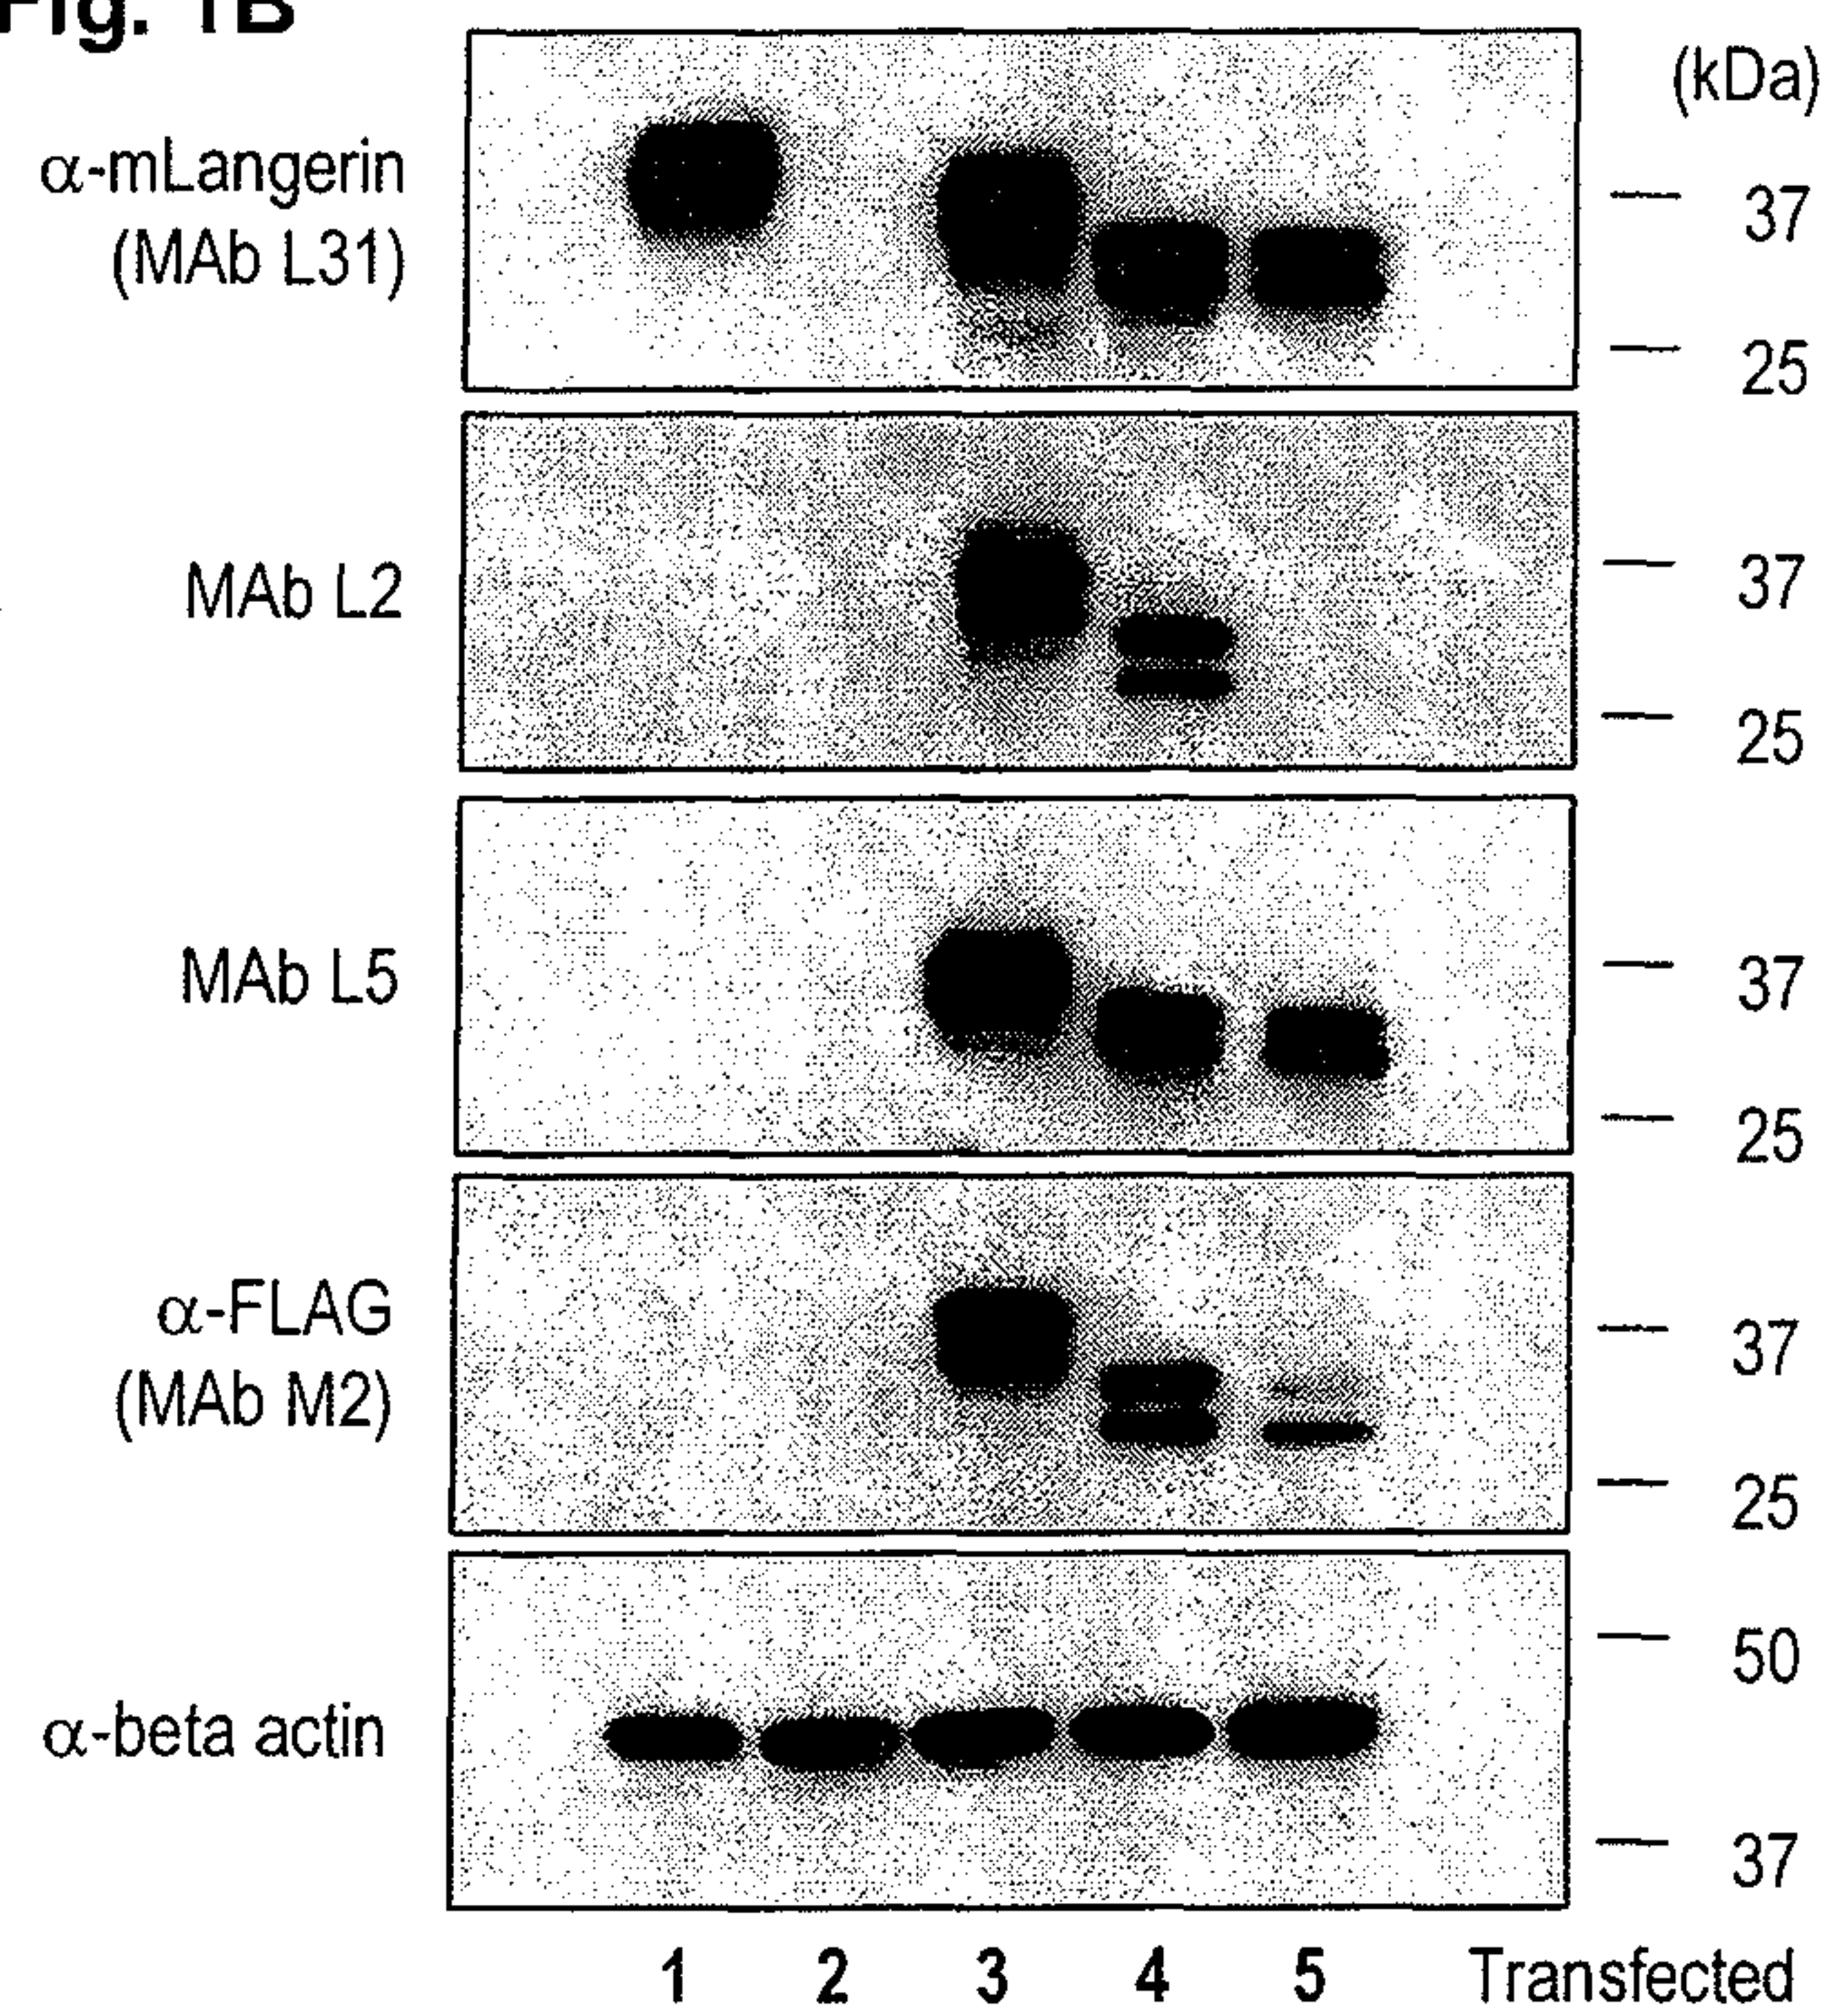 Fig. 1B
(kDa)
α-mLangerin
(MAb L31)
37
25
MAb L2
37
25
MAb L5
37
25
α-FLAG
(MAb M2)
37
25
50
α-beta actin
37
1 2 3 4 5 Transfected